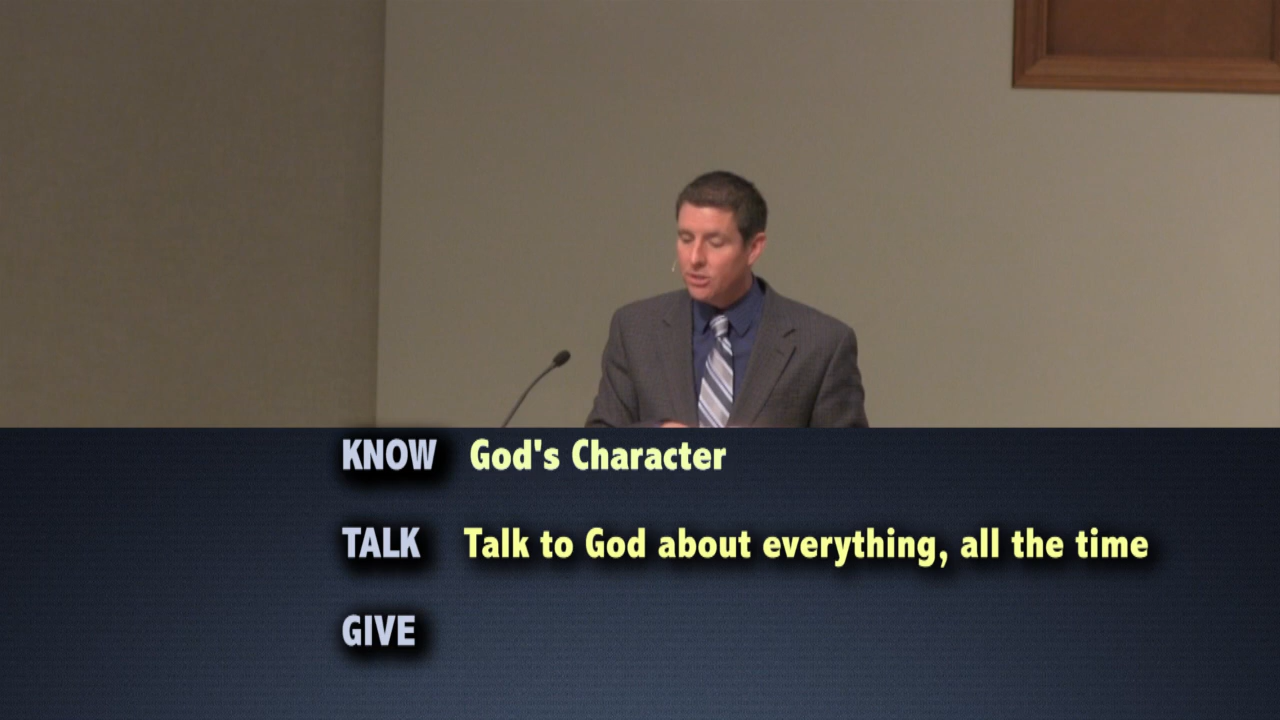 KNOW God's Character
TALK Talk to God about everything, all the time
GIVE